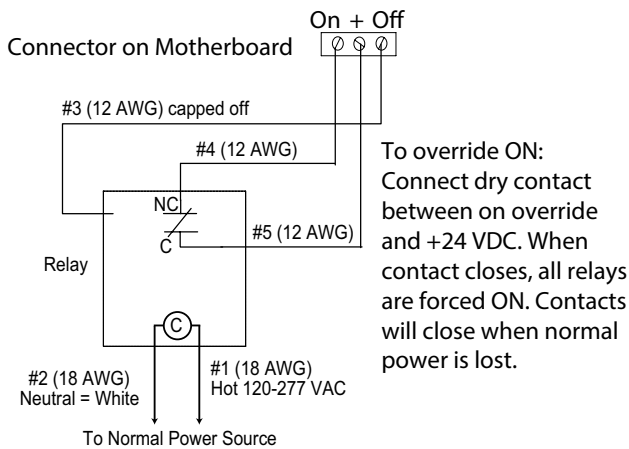 On + Off
Connector on Motherboard
#3 (12 AWG) capped off
#4 (12 AWG)
NC
C
#5 (12 AWG)
Relay
C
#2 (18 AWG)
Neutral = White
#1 (18 AWG)
Hot 120-277 VAC
To Normal Power Source
To override ON:
Connect dry contact
between on override
and +24 VDC. When
contact closes, all relays
are forced ON. Contacts
will close when normal
power is lost.